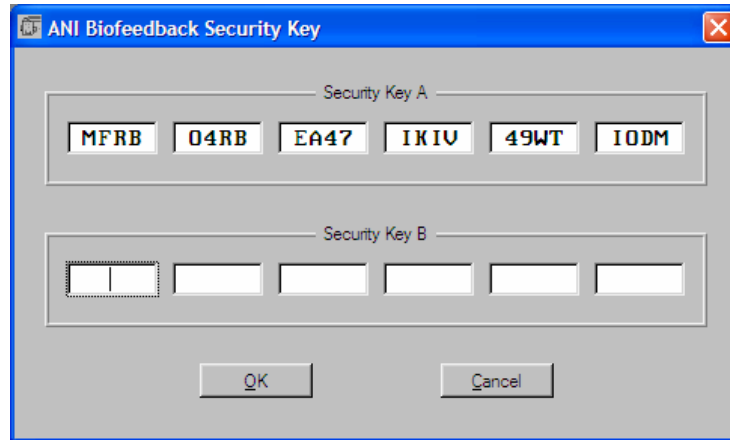 ANI Biofeedback Security Key
Security Key A
MFRB O4RB EA47 IKIV 49WT IODM
Security Key B
OK Cancel